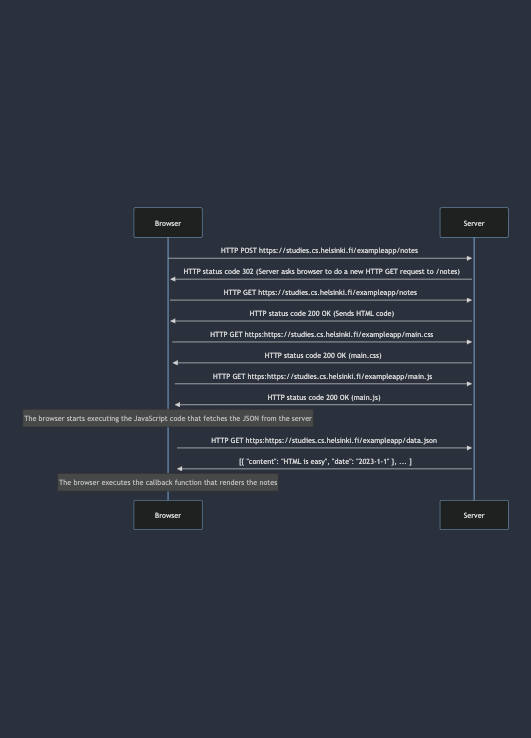 Browser
Server
HTTP POST https://studies.cs.helsinki.fi/exampleapp/notes
HTTP status code 302 (Server asks browser to do a new HTTP GET request to /notes)
HTTP GET https://studies.cs.helsinki.fi/exampleapp/notes
HTTP status code 200 OK (Sends HTML code)
HTTP GET https:https://studies.cs.helsinki.fi/exampleapp/main.css
HTTP status code 200 OK (main.css)
HTTP GET https:https://studies.cs.helsinki.fi/exampleapp/main.js
HTTP status code 200 OK (main.js)
The browser starts executing the JavaScript code that fetches the JSON from the server
HTTP GET https:https://studies.cs.helsinki.fi/exampleapp/data.json
[{ "content": "HTML is easy", "date": "2023-1-1" }, ... ]
The browser executes the callback function that renders the notes
Browser
Server